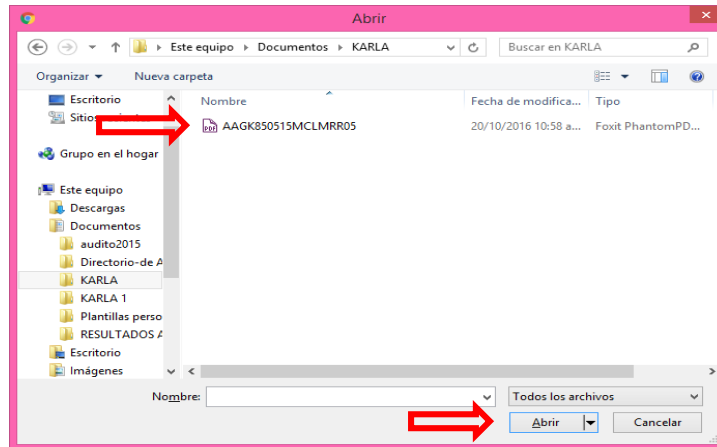 Abrir
Este equipo ▸ Documentos ▸ KARLA
Buscar en KARLA
Organizar
Nueva carpeta
Nombre
Fecha de modifica...
Tipo
Escritorio
Sitios
AAGK850515MCLMRR05
20/10/2016 10:58 a...
Foxit PhantomPD...
Grupo en el hogar
Este equipo
Descargas
Documentos
audito2015
Directorio-de A
KARLA
KARLA 1
Plantillas perso
RESULTADOS A
Escritorio
Imágenes
Nombre:
Todos los archivos
Abrir
Cancelar